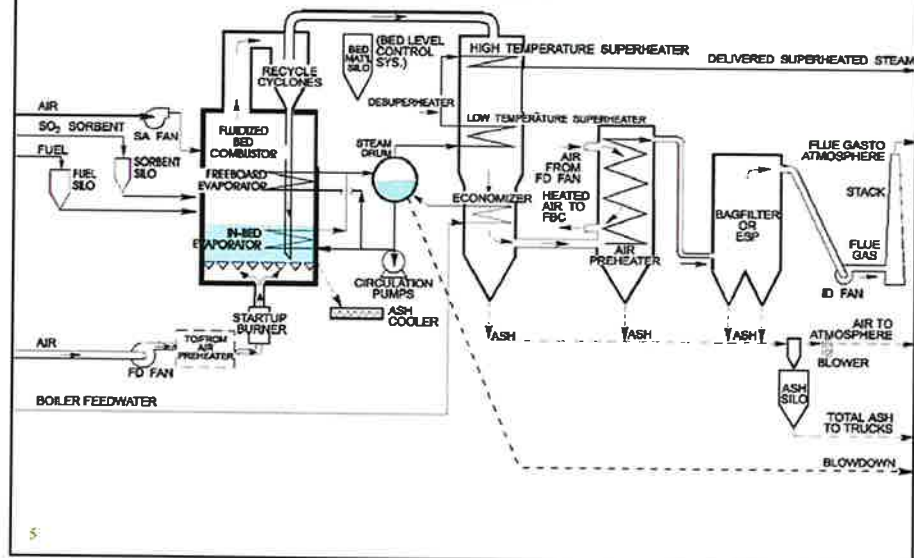 RECYCLE
CYCLONES
BED
MAT'L
SILO
(BED LEVEL
CONTROL
SYS.)
HIGH TEMPERATURE SUPERHEATER
DELIVERED SUPERHEATED STEAM
DESUPERHEATER
LOW TEMPERATURE SUPERHEATER
AIR
SA FAN
SO₂ SORBENT
FUEL
FUEL
SILO
SORBENT
SILO
FLUIDIZED
BED
COMBUSTOR
FREEBOARD
EVAPORATOR
IN-BED
EVAPORATOR
STEAM
DRUM
CIRCULATION
PUMPS
ECONOMIZER
AIR
FROM
FD FAN
HEATED
AIR TO
FBC
AIR
PREHEATER
BAGFILTER
OR
ESP
FLUE GAS TO
ATMOSPHERE
STACK
FLUE
GAS
ID FAN
STARTUP
BURNER
ASH
COOLER
AIR
FD FAN
TO/FROM
AIR
PREHEATER
ASH
ASH
ASH
AIR TO
ATMOSPHERE
BLOWER
ASH
SILO
BOILER FEEDWATER
TOTAL ASH
TO TRUCKS
BLOWDOWN
5